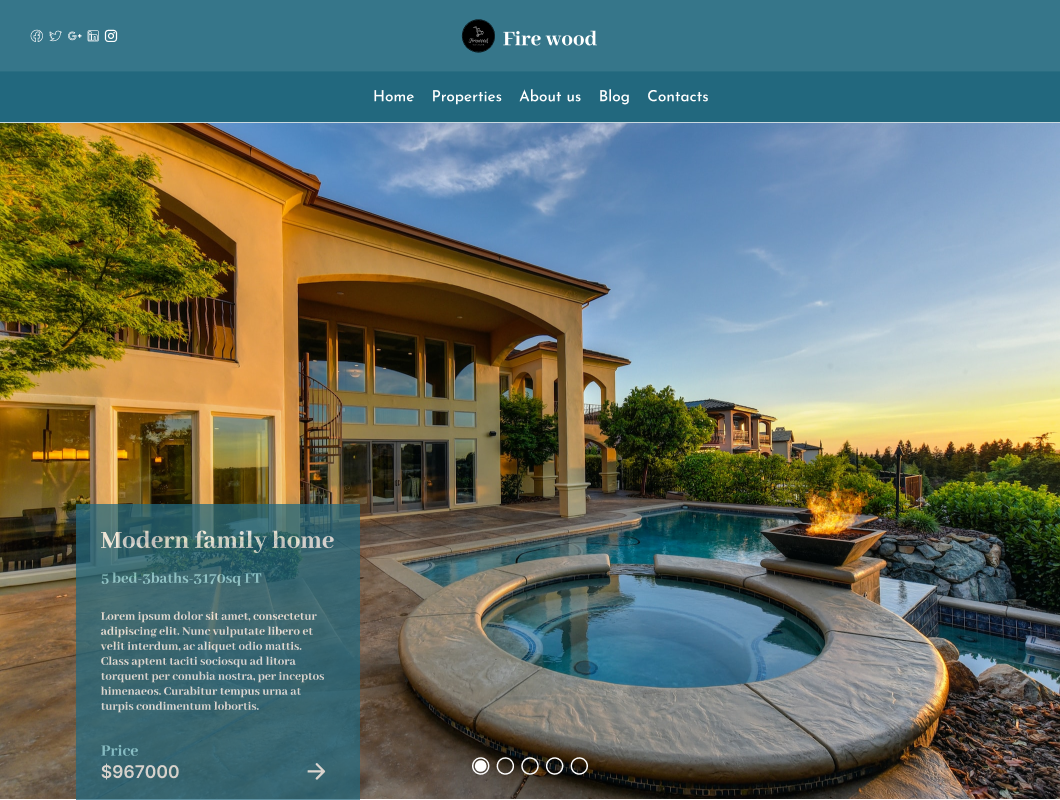 Fire wood
Home Properties About us Blog Contacts
Modern family home
5 bed-3baths-3170sq fT
Lorem ipsum dolor sit amet, consectetur
adipiscing elit. Nunc vulputate libero et
velit interdum, ac aliquet odio mattis.
Class aptent taciti sociosqu ad litora
torquent per conubia nostra, per inceptos
himenaeos. Curabitur tempus urna at
turpis condimentum lobortis.
Price
$967000